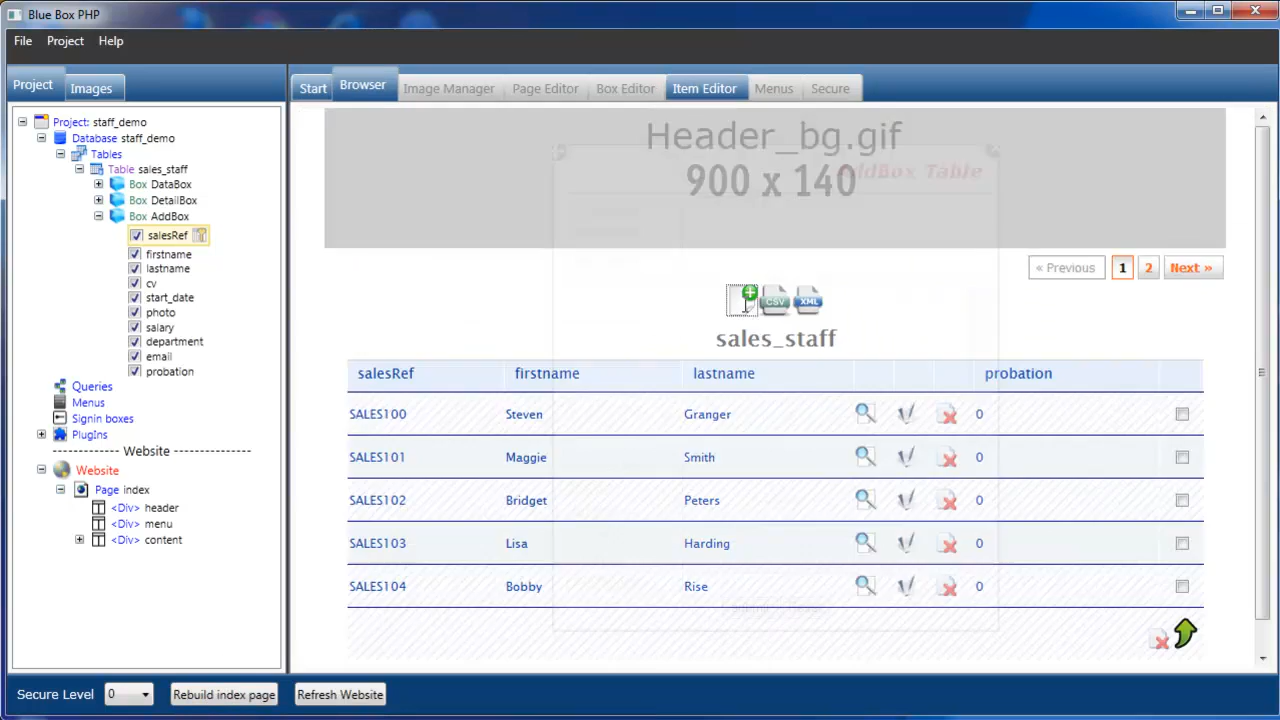 Blue Box PHP
File Project Help
Project Images
Start Browser Image Manager Page Editor Box Editor Item Editor Menus Secure
Project: staff_demo
Database staff_demo
Tables
Table sales_staff
Box DataBox
Box DetailBox
Box AddBox
salesRef
firstname
lastname
cv
start_date
photo
salary
department
email
probation
Queries
Menus
Signin boxes
PlugIns
Website
Website
Page index
<Div> header
<Div> menu
<Div> content
Header_bg.gif
900 x 140
AddBox Table
« Previous 1 2 Next »
CSV XML
sales_staff
salesRef firstname lastname probation
SALES100 Steven Granger 0
SALES101 Maggie Smith 0
SALES102 Bridget Peters 0
SALES103 Lisa Harding 0
SALES104 Bobby Rise 0
Secure Level 0 Rebuild index page Refresh Website